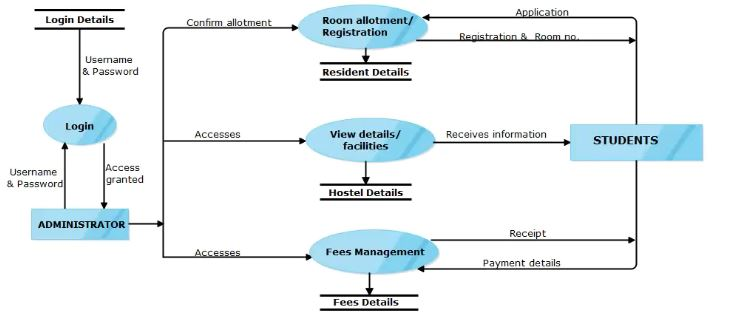 Login Details
Username
& Password
Login
Username
& Password
Access
granted
ADMINISTRATOR
Confirm allotment
Accesses
Accesses
Room allotment/
Registration
Resident Details
View details/
facilities
Hostel Details
Fees Management
Fees Details
Application
Registration & Room no.
Receives information
Receipt
Payment details
STUDENTS